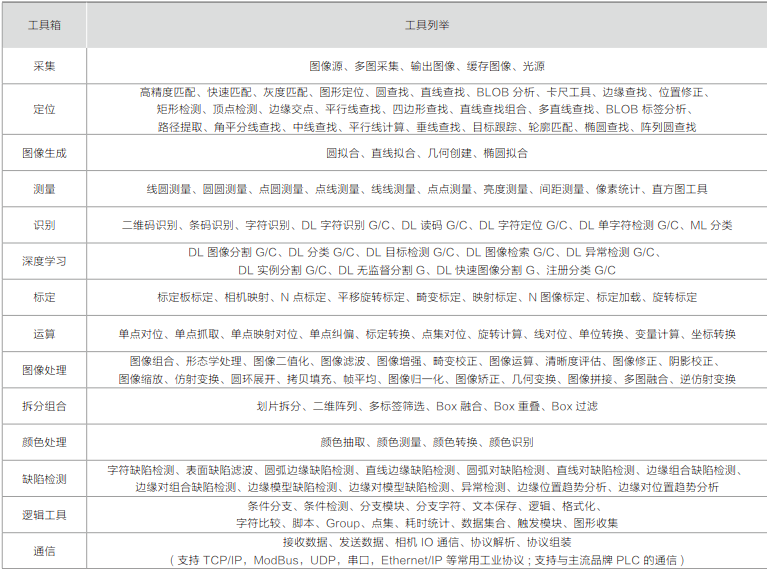 工具箱 工具列举
采集 图像源、多图采集、输出图像、缓存图像、光源
定位 高精度匹配、快速匹配、灰度匹配、图形定位、圆查找、直线查找、BLOB 分析、卡尺工具、边缘查找、位置修正、
矩形检测、顶点检测、边缘交点、平行线查找、四边形查找、直线查找组合、多直线查找、BLOB 标签分析、
路径提取、角平分线查找、中线查找、平行线计算、垂线查找、目标跟踪、轮廓匹配、椭圆查找、阵列圆查找
图像生成 圆拟合、直线拟合、几何创建、椭圆拟合
测量 线圆测量、圆圆测量、点圆测量、点线测量、线线测量、点点测量、亮度测量、间距测量、像素统计、直方图工具
识别 二维码识别、条码识别、字符识别、DL 字符识别 G/C、DL 读码 G/C、DL 字符定位 G/C、DL 单字符检测 G/C、ML 分类
深度学习 DL 图像分割 G/C、DL 分类 G/C、DL 目标检测 G/C、DL 图像检索 G/C、DL 异常检测 G/C、
DL 实例分割 G/C、DL 无监督分割 G、DL 快速图像分割 G、注册分类 G/C
标定 标定板标定、相机映射、N 点标定、平移旋转标定、畸变标定、映射标定、N 图像标定、标定加载、旋转标定
运算 单点对位、单点抓取、单点映射对位、单点纠偏、标定转换、点集对位、旋转计算、线对位、单位转换、变量计算、坐标转换
图像处理 图像组合、形态学处理、图像二值化、图像滤波、图像增强、畸变校正、图像运算、清晰度评估、图像修正、阴影校正、
图像缩放、仿射变换、圆环展开、拷贝填充、帧平均、图像归一化、图像矫正、几何变换、图像拼接、多图融合、逆仿射变换
拆分组合 划片拆分、二维阵列、多标签筛选、Box 融合、Box 重叠、Box 过滤
颜色处理 颜色抽取、颜色测量、颜色转换、颜色识别
缺陷检测 字符缺陷检测、表面缺陷滤波、圆弧边缘缺陷检测、直线边缘缺陷检测、圆弧对缺陷检测、直线对缺陷检测、边缘组合缺陷检测、
边缘对组合缺陷检测、边缘模型缺陷检测、边缘对模型缺陷检测、异常检测、边缘位置趋势分析、边缘对位置趋势分析
逻辑工具 条件分支、条件检测、分支模块、分支字符、文本保存、逻辑、格式化、
字符比较、脚本、Group、点集、耗时统计、数据集合、触发模块、图形收集
通信 接收数据、发送数据、相机 IO 通信、协议解析、协议组装
( 支持 TCP/IP，ModBus，UDP，串口，Ethernet/IP 等常用工业协议 ; 支持与主流品牌 PLC 的通信 )